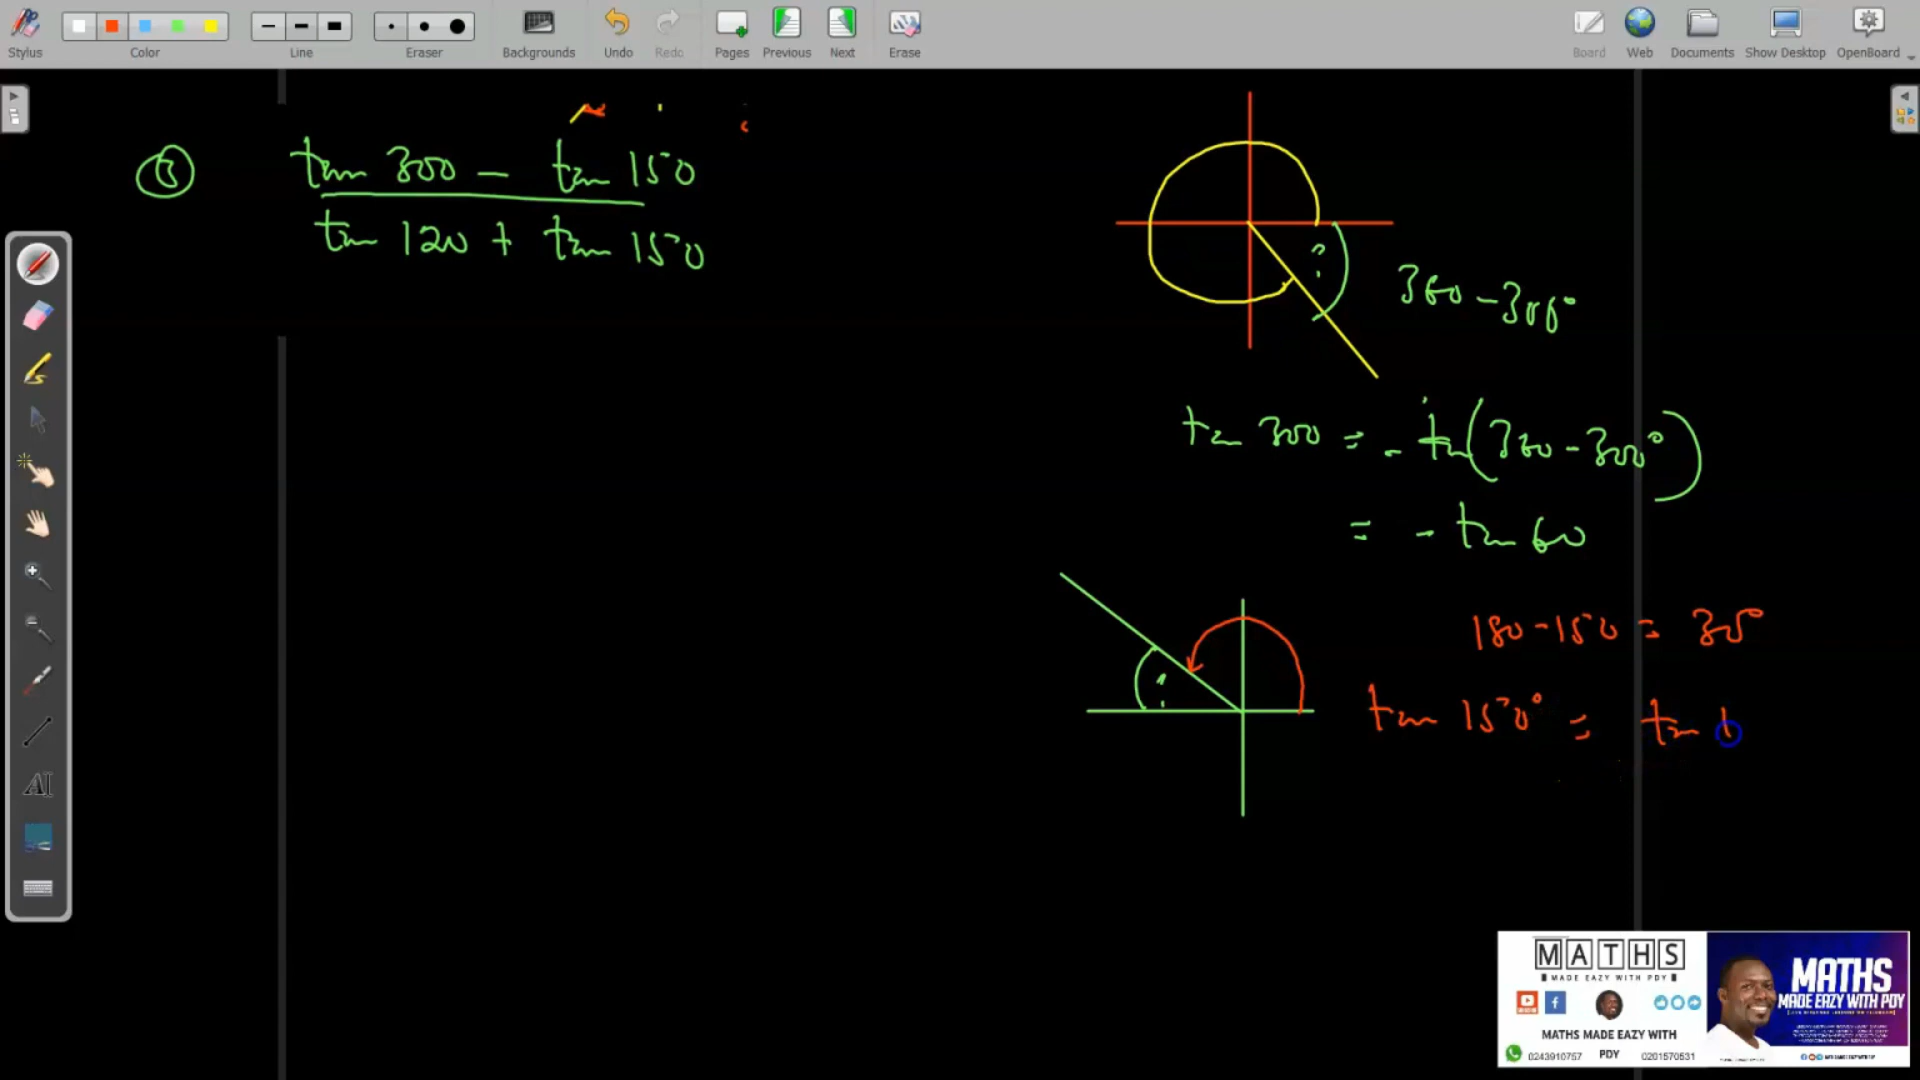 Stylus
Color
Line
Eraser
Backgrounds
Undo
Redo
Pages
Previous
Next
Erase
Board
Web
Documents
Show Desktop
OpenBoard
tan 300 - tan 150
tan 120 + tan 150
360 - 300°
tan 300 = - tan(360 - 300°)
= - tan 60
180 - 150 = 30°
tan 150° = tan
MATHS
MADE EAZY WITH PDY
MATHS MADE EAZY WITH
PDY
0243910757
0201570531
MATHS
MADE EAZY WITH PDY